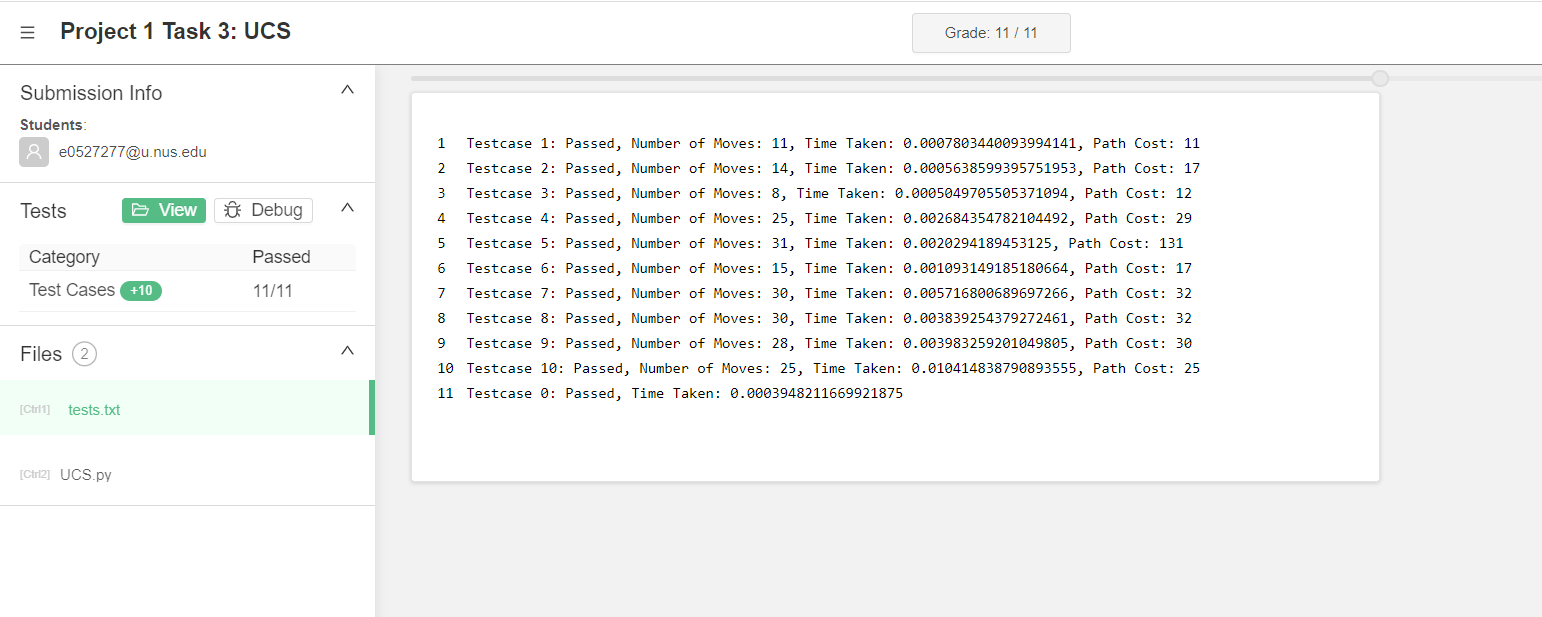 Project 1 Task 3: UCS
Grade: 11 / 11
Submission Info
Students:
e0527277@u.nus.edu
Tests View Debug
Category Passed
Test Cases +10 11/11
Files 2
[Ctrl1] tests.txt
[Ctrl2] UCS.py
1 Testcase 1: Passed, Number of Moves: 11, Time Taken: 0.0007803440093994141, Path Cost: 11
2 Testcase 2: Passed, Number of Moves: 14, Time Taken: 0.0005638599395751953, Path Cost: 17
3 Testcase 3: Passed, Number of Moves: 8, Time Taken: 0.0005049705505371094, Path Cost: 12
4 Testcase 4: Passed, Number of Moves: 25, Time Taken: 0.002684354782104492, Path Cost: 29
5 Testcase 5: Passed, Number of Moves: 31, Time Taken: 0.0020294189453125, Path Cost: 131
6 Testcase 6: Passed, Number of Moves: 15, Time Taken: 0.001093149185180664, Path Cost: 17
7 Testcase 7: Passed, Number of Moves: 30, Time Taken: 0.005716800689697266, Path Cost: 32
8 Testcase 8: Passed, Number of Moves: 30, Time Taken: 0.003839254379272461, Path Cost: 32
9 Testcase 9: Passed, Number of Moves: 28, Time Taken: 0.003983259201049805, Path Cost: 30
10 Testcase 10: Passed, Number of Moves: 25, Time Taken: 0.010414838790893555, Path Cost: 25
11 Testcase 0: Passed, Time Taken: 0.0003948211669921875